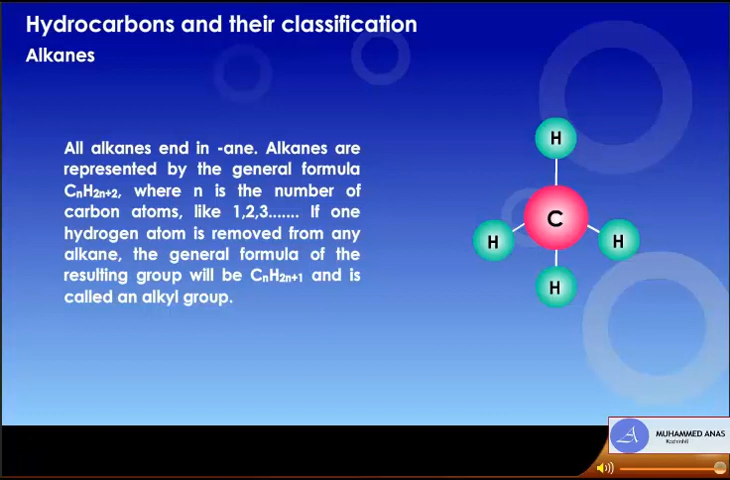 Hydrocarbons and their classification
Alkanes
All alkanes end in -ane. Alkanes are
represented by the general formula
CnH2n+2, where n is the number of
carbon atoms, like 1,2,3....... If one
hydrogen atom is removed from any
alkane, the general formula of the
resulting group will be CnH2n+1 and is
called an alkyl group.
H
C
H
H
H
MUHAMMED ANAS